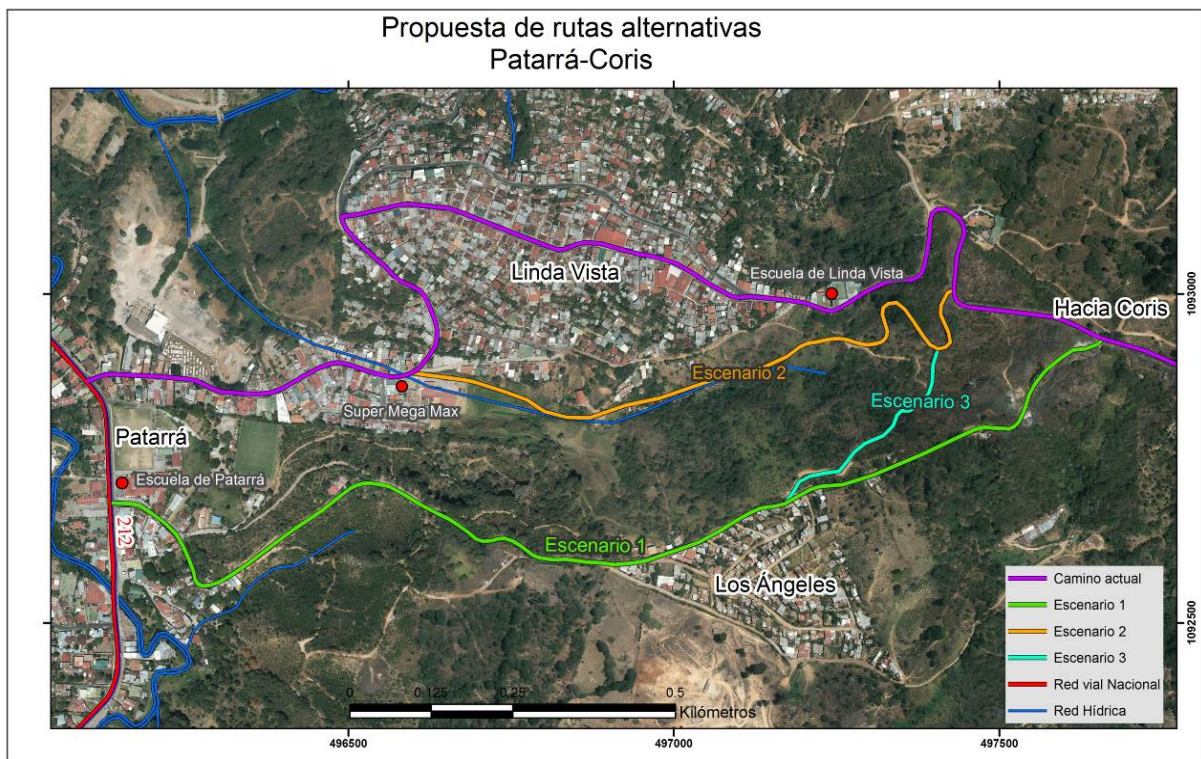 Propuesta de rutas alternativas
Patarrá-Coris
Linda Vista
Escuela de Linda Vista
Hacia Coris
1093000
Escenario 2
Escenario 3
Super Mega Max
Patarrá
Escuela de Patarrá
212
Escenario 1
Los Ángeles
1092500
Camino actual
Escenario 1
Escenario 2
Escenario 3
Red vial Nacional
Red Hídrica
0 0.125 0.25 0.5
Kilómetros
496500 497000 497500